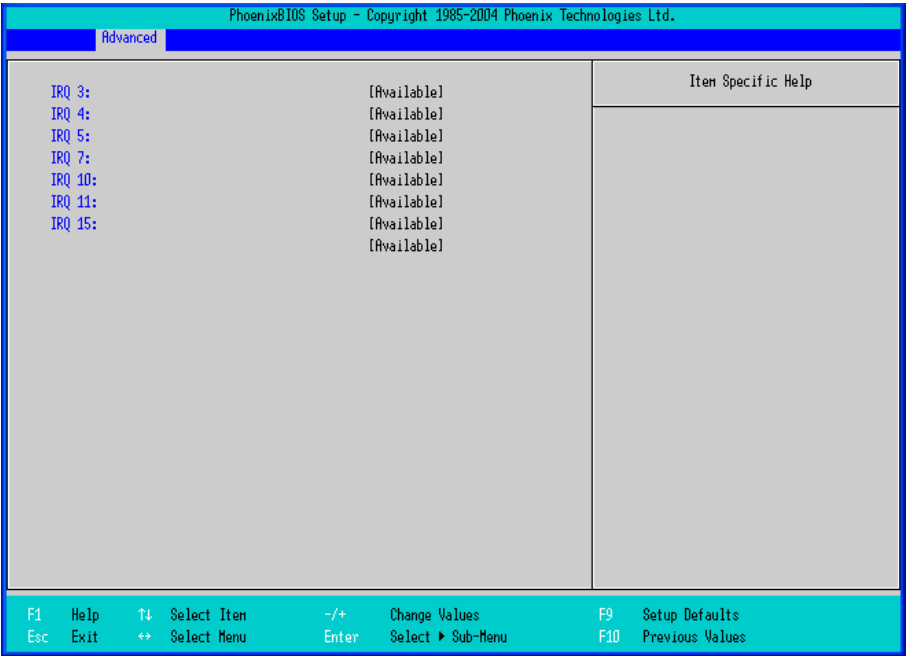 PhoenixBIOS Setup - Copyright 1985-2004 Phoenix Technologies Ltd.
Advanced
Item Specific Help
IRQ 3: [Available]
IRQ 4: [Available]
IRQ 5: [Available]
IRQ 7: [Available]
IRQ 10: [Available]
IRQ 11: [Available]
IRQ 15: [Available]
[Available]
F1 Help ↑↓ Select Item -/+ Change Values F9 Setup Defaults
Esc Exit ↔ Select Menu Enter Select ▶ Sub-Menu F10 Previous Values